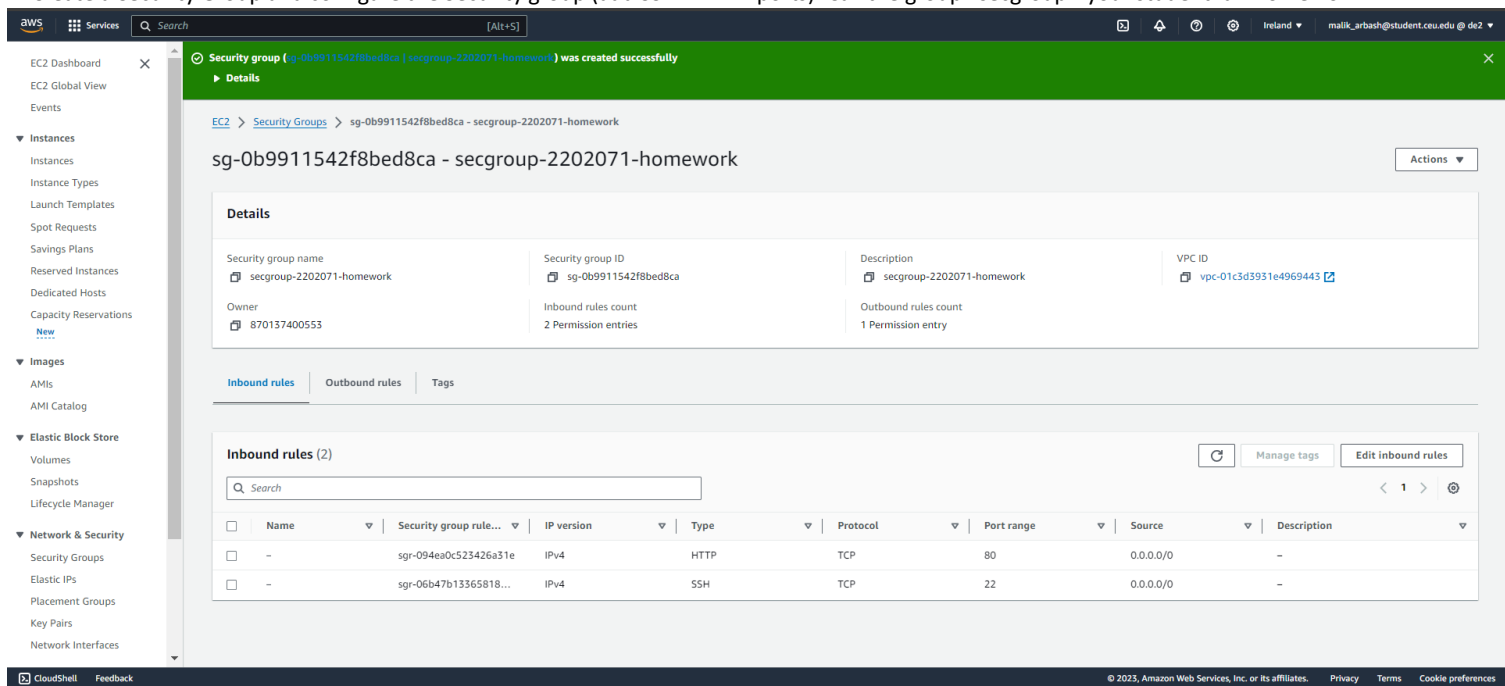 aws Services Search [Alt+S] Ireland malik_arbash@student.ceu.edu @ de2
EC2 Dashboard
EC2 Global View
Events
Instances
Instances
Instance Types
Launch Templates
Spot Requests
Savings Plans
Reserved Instances
Dedicated Hosts
Capacity Reservations
New
Images
AMIs
AMI Catalog
Elastic Block Store
Volumes
Snapshots
Lifecycle Manager
Network & Security
Security Groups
Elastic IPs
Placement Groups
Key Pairs
Network Interfaces
Security group (sg-0b9911542f8bed8ca | secgroup-2202071-homework) was created successfully
Details
EC2 > Security Groups > sg-0b9911542f8bed8ca - secgroup-2202071-homework
sg-0b9911542f8bed8ca - secgroup-2202071-homework
Actions
Details
Security group name Security group ID Description VPC ID
secgroup-2202071-homework sg-0b9911542f8bed8ca secgroup-2202071-homework vpc-01c3d3931e4969443
Owner Inbound rules count Outbound rules count
870137400553 2 Permission entries 1 Permission entry
Inbound rules Outbound rules Tags
Inbound rules (2) Manage tags Edit inbound rules
Search
1
Name Security group rule... IP version Type Protocol Port range Source Description
– sgr-094ea0c523426a31e IPv4 HTTP TCP 80 0.0.0.0/0 –
– sgr-06b47b13365818... IPv4 SSH TCP 22 0.0.0.0/0 –
CloudShell Feedback © 2023, Amazon Web Services, Inc. or its affiliates. Privacy Terms Cookie preferences